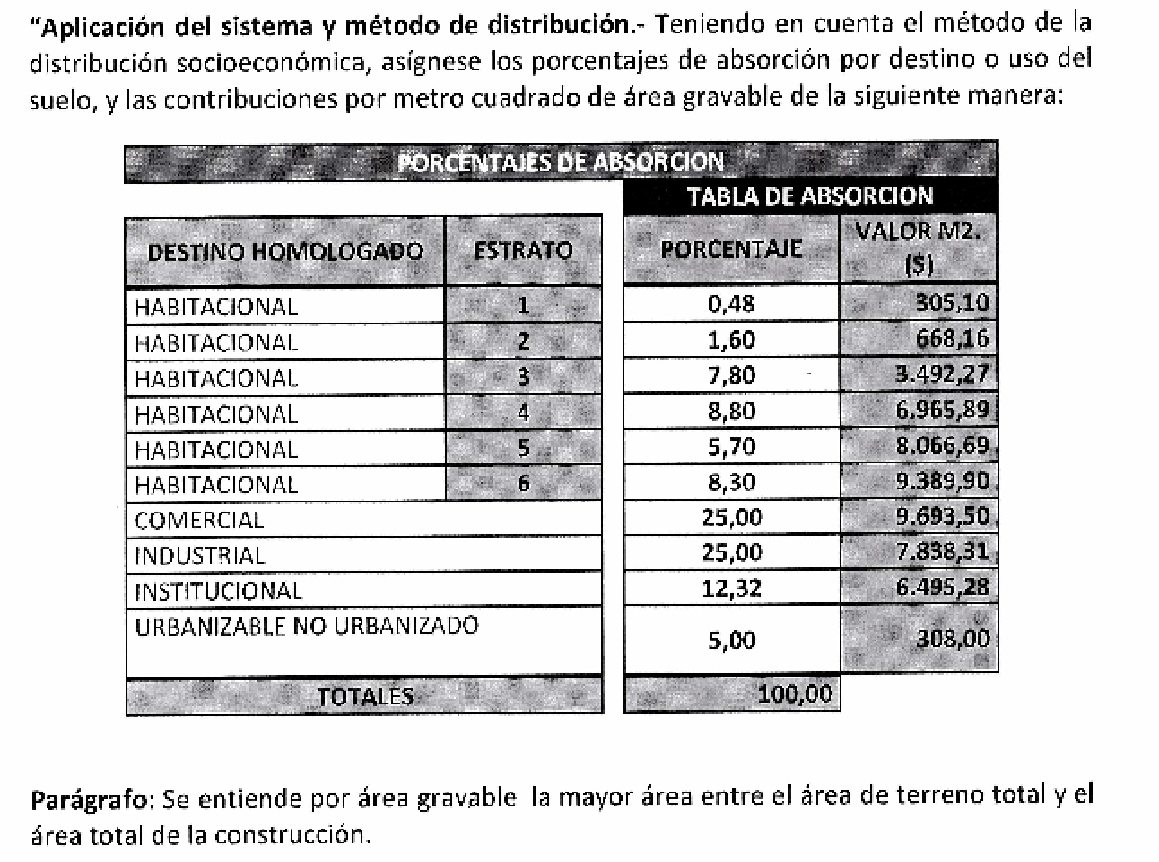 “Aplicación del sistema y método de distribución.- Teniendo en cuenta el método de la
distribución socioeconómica, asígnese los porcentajes de absorción por destino o uso del
suelo, y las contribuciones por metro cuadrado de área gravable de la siguiente manera:
PORCENTAJES DE ABSORCION
TABLA DE ABSORCION
DESTINO HOMOLOGADO ESTRATO PORCENTAJE VALOR M2. ($)
HABITACIONAL 1 0,48 305,10
HABITACIONAL 2 1,60 668,16
HABITACIONAL 3 7,80 3.492,27
HABITACIONAL 4 8,80 6.965,89
HABITACIONAL 5 5,70 8.066,69
HABITACIONAL 6 8,30 9.389,90
COMERCIAL 25,00 9.693,50
INDUSTRIAL 25,00 7.838,31
INSTITUCIONAL 12,32 6.495,28
URBANIZABLE NO URBANIZADO 5,00 308,00
TOTALES 100,00
Parágrafo: Se entiende por área gravable la mayor área entre el área de terreno total y el
área total de la construcción.